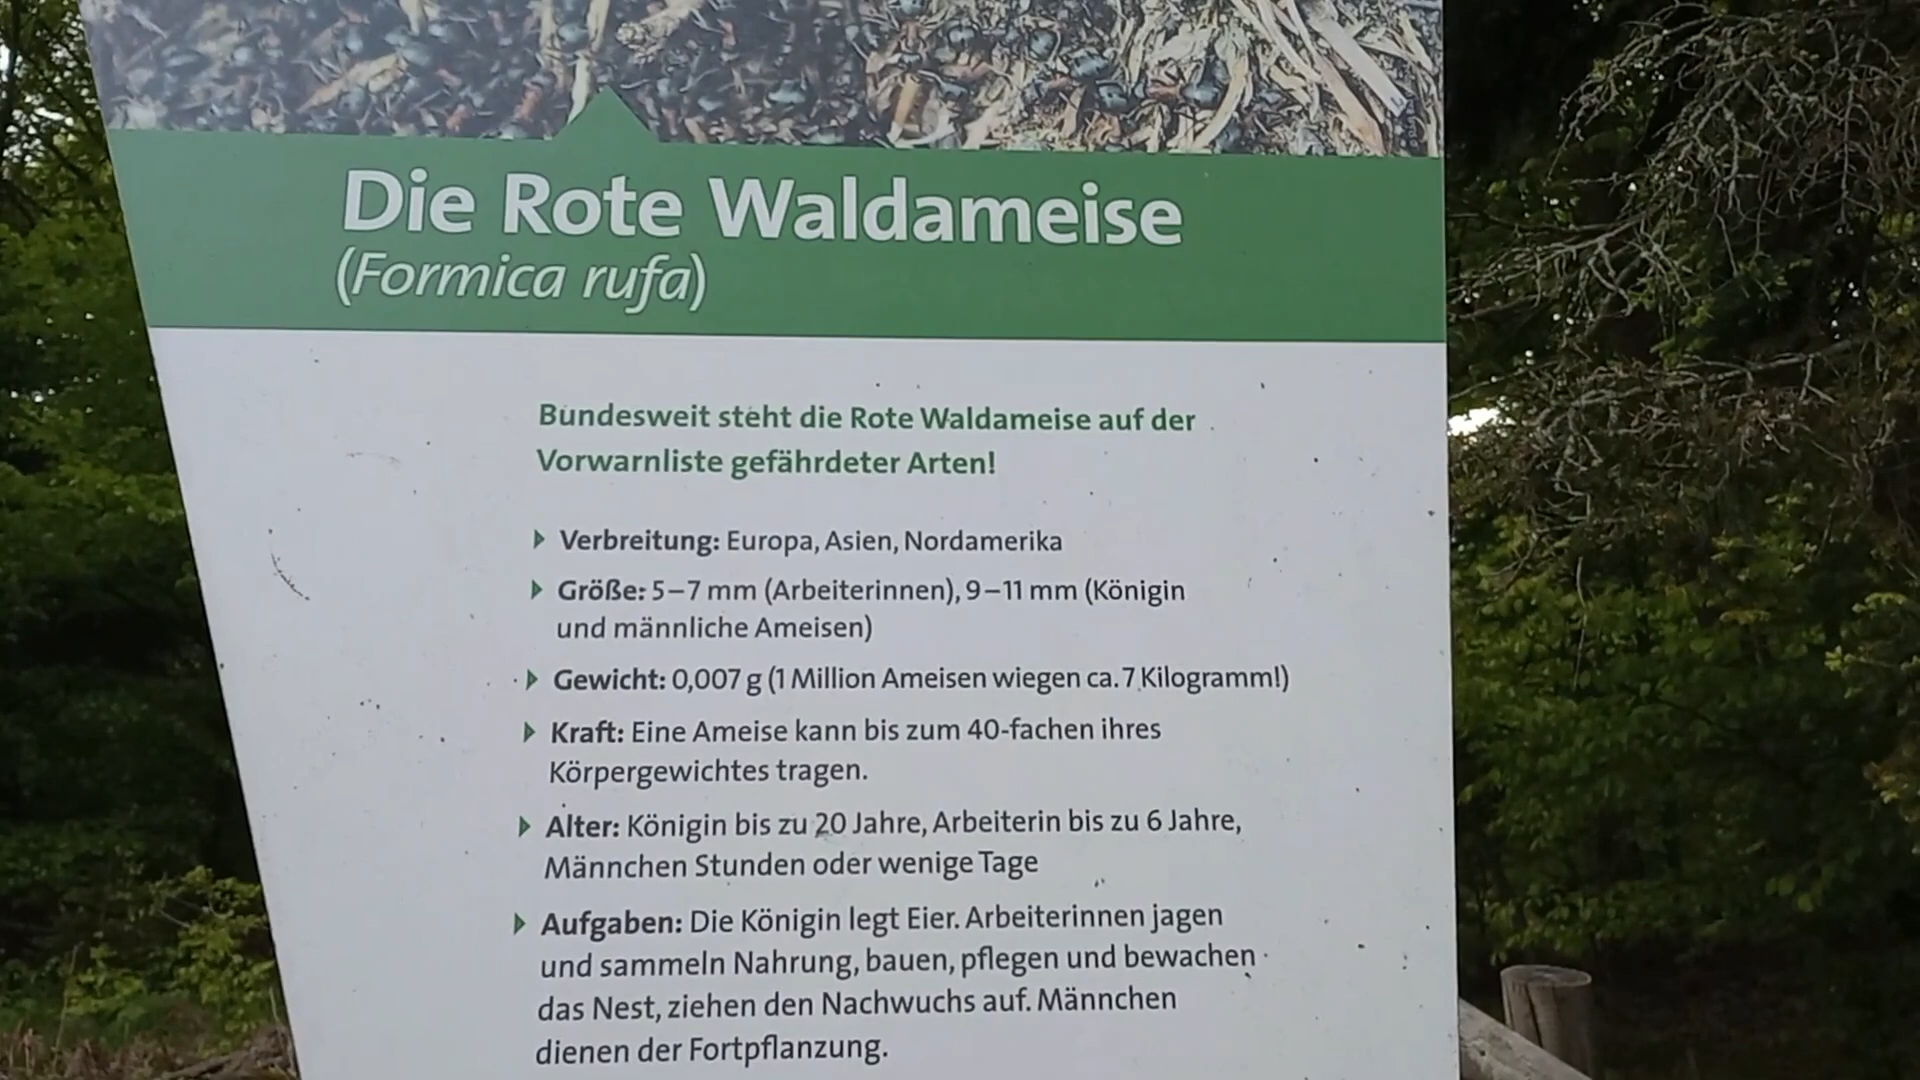 Die Rote Waldameise
(Formica rufa)
Bundesweit steht die Rote Waldameise auf der
Vorwarnliste gefährdeter Arten!
Verbreitung: Europa, Asien, Nordamerika
Größe: 5–7 mm (Arbeiterinnen), 9–11 mm (Königin
und männliche Ameisen)
Gewicht: 0,007 g (1 Million Ameisen wiegen ca. 7 Kilogramm!)
Kraft: Eine Ameise kann bis zum 40-fachen ihres
Körpergewichtes tragen.
Alter: Königin bis zu 20 Jahre, Arbeiterin bis zu 6 Jahre,
Männchen Stunden oder wenige Tage
Aufgaben: Die Königin legt Eier. Arbeiterinnen jagen
und sammeln Nahrung, bauen, pflegen und bewachen
das Nest, ziehen den Nachwuchs auf. Männchen
dienen der Fortpflanzung.